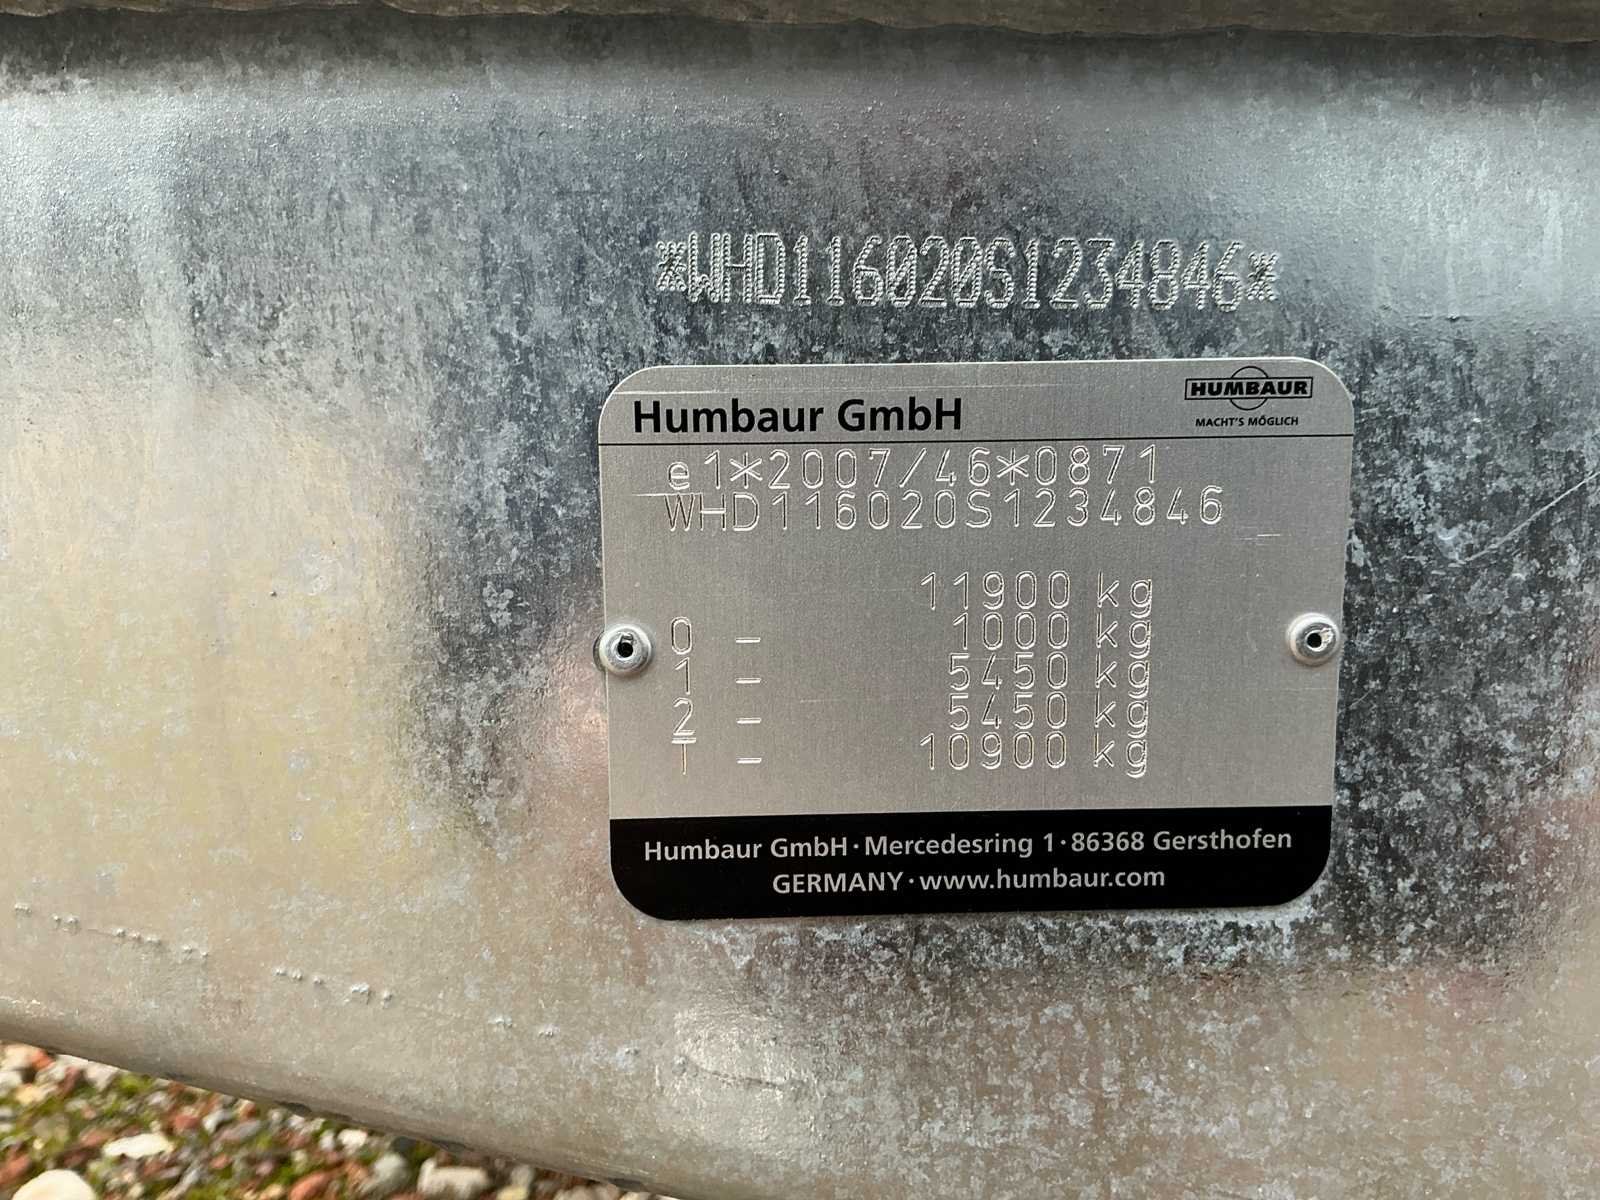 *WHD116020S1234846*
Humbaur GmbH
HUMBAUR
MACHT'S MÖGLICH
e1*2007/46*0871
WHD116020S1234846
11900 kg
0 - 1000 kg
1 - 5450 kg
2 - 5450 kg
T - 10900 kg
Humbaur GmbH · Mercedesring 1 · 86368 Gersthofen
GERMANY · www.humbaur.com